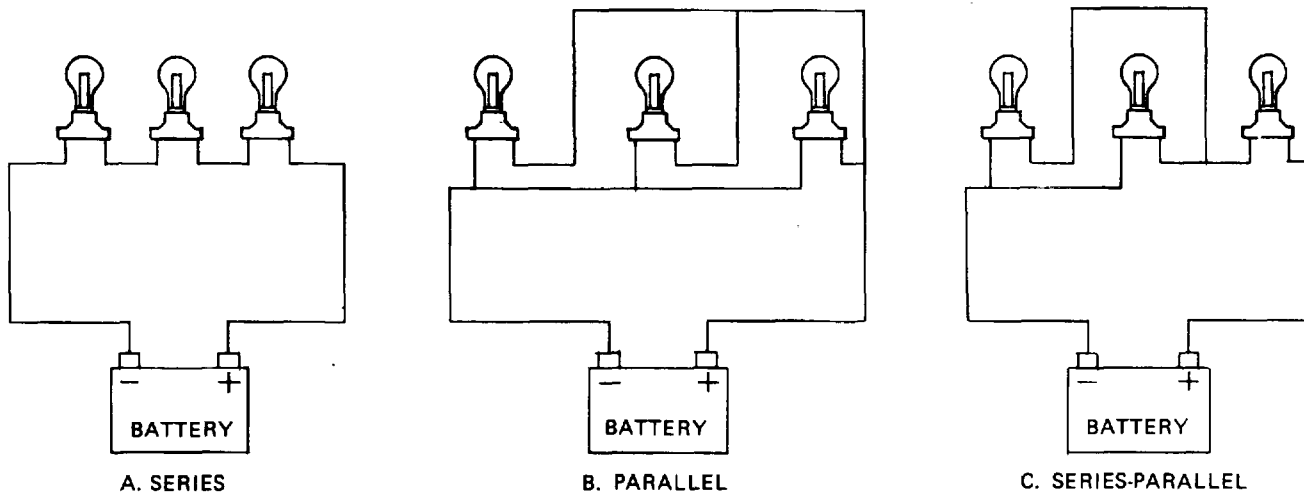 − +
BATTERY
A. SERIES
− +
BATTERY
B. PARALLEL
− +
BATTERY
C. SERIES-PARALLEL